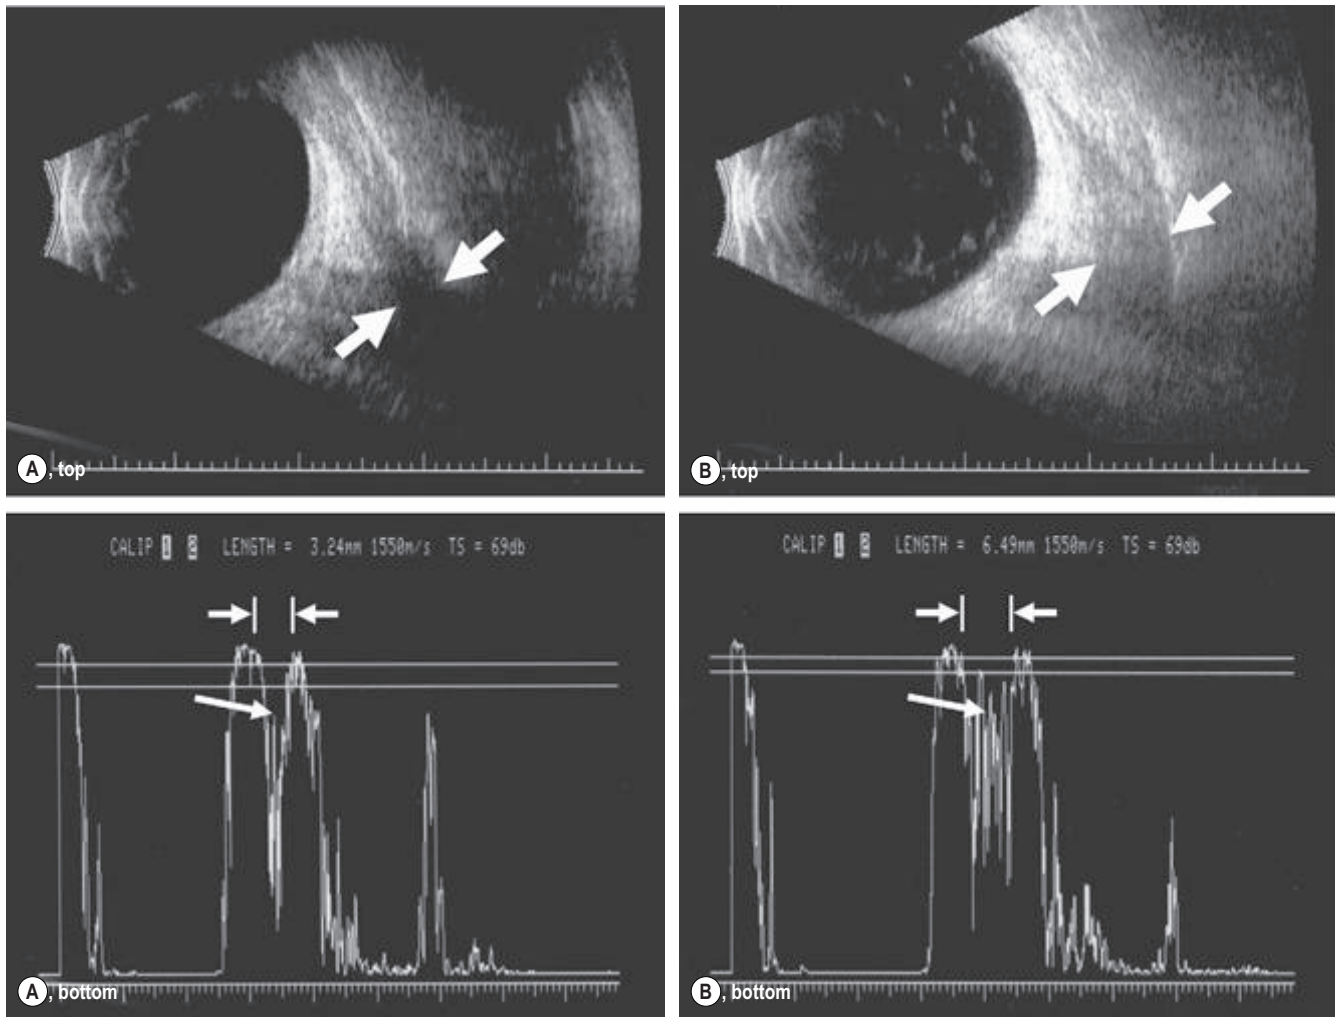 A, top
B, top
CALIP 1 2 LENGTH = 3.24mm 1550m/s TS = 69db
A, bottom
CALIP 1 2 LENGTH = 6.49mm 1550m/s TS = 69db
B, bottom